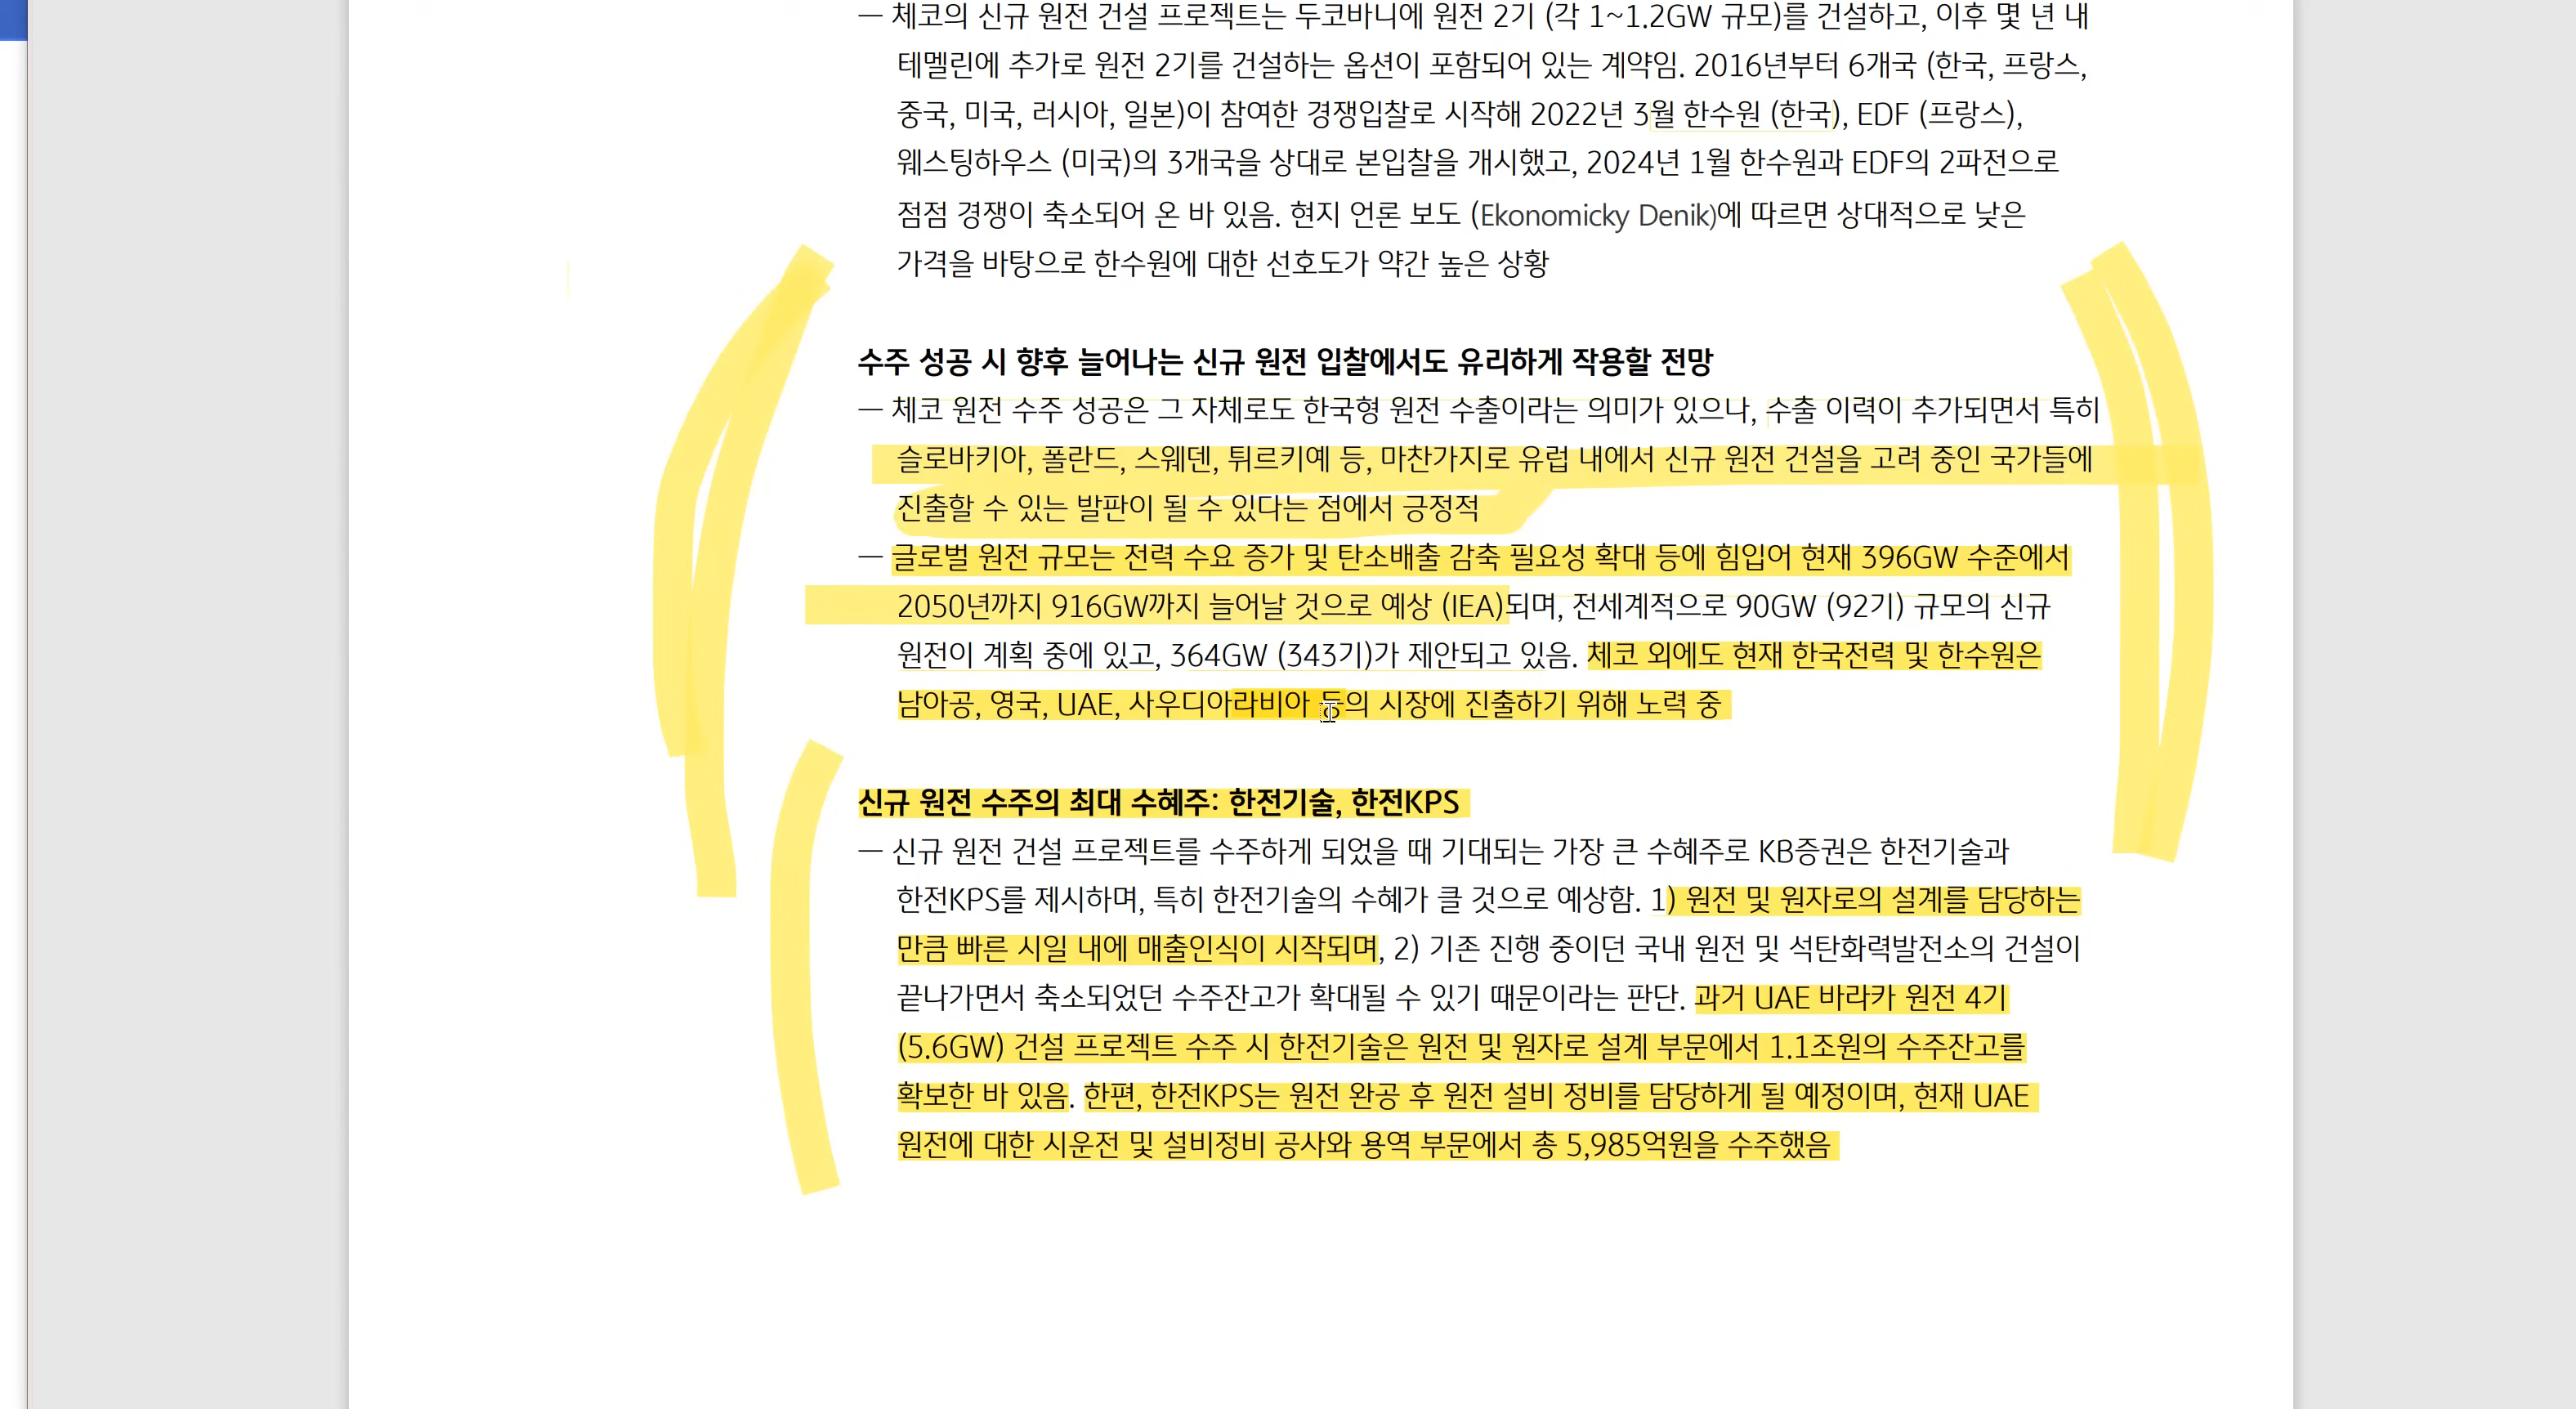 — 체코의 신규 원전 건설 프로젝트는 두코바니에 원전 2기 (각 1~1.2GW 규모)를 건설하고, 이후 몇 년 내
테멜린에 추가로 원전 2기를 건설하는 옵션이 포함되어 있는 계약임. 2016년부터 6개국 (한국, 프랑스,
중국, 미국, 러시아, 일본)이 참여한 경쟁입찰로 시작해 2022년 3월 한수원 (한국), EDF (프랑스),
웨스팅하우스 (미국)의 3개국을 상대로 본입찰을 개시했고, 2024년 1월 한수원과 EDF의 2파전으로
점점 경쟁이 축소되어 온 바 있음. 현지 언론 보도 (Ekonomicky Denik)에 따르면 상대적으로 낮은
가격을 바탕으로 한수원에 대한 선호도가 약간 높은 상황
수주 성공 시 향후 늘어나는 신규 원전 입찰에서도 유리하게 작용할 전망
— 체코 원전 수주 성공은 그 자체로도 한국형 원전 수출이라는 의미가 있으나, 수출 이력이 추가되면서 특히
슬로바키아, 폴란드, 스웨덴, 튀르키예 등, 마찬가지로 유럽 내에서 신규 원전 건설을 고려 중인 국가들에
진출할 수 있는 발판이 될 수 있다는 점에서 긍정적
— 글로벌 원전 규모는 전력 수요 증가 및 탄소배출 감축 필요성 확대 등에 힘입어 현재 396GW 수준에서
2050년까지 916GW까지 늘어날 것으로 예상 (IEA)되며, 전세계적으로 90GW (92기) 규모의 신규
원전이 계획 중에 있고, 364GW (343기)가 제안되고 있음. 체코 외에도 현재 한국전력 및 한수원은
남아공, 영국, UAE, 사우디아라비아 등의 시장에 진출하기 위해 노력 중
신규 원전 수주의 최대 수혜주: 한전기술, 한전KPS
— 신규 원전 건설 프로젝트를 수주하게 되었을 때 기대되는 가장 큰 수혜주로 KB증권은 한전기술과
한전KPS를 제시하며, 특히 한전기술의 수혜가 클 것으로 예상함. 1) 원전 및 원자로의 설계를 담당하는
만큼 빠른 시일 내에 매출인식이 시작되며, 2) 기존 진행 중이던 국내 원전 및 석탄화력발전소의 건설이
끝나가면서 축소되었던 수주잔고가 확대될 수 있기 때문이라는 판단. 과거 UAE 바라카 원전 4기
(5.6GW) 건설 프로젝트 수주 시 한전기술은 원전 및 원자로 설계 부문에서 1.1조원의 수주잔고를
확보한 바 있음. 한편, 한전KPS는 원전 완공 후 원전 설비 정비를 담당하게 될 예정이며, 현재 UAE
원전에 대한 시운전 및 설비정비 공사와 용역 부문에서 총 5,985억원을 수주했음